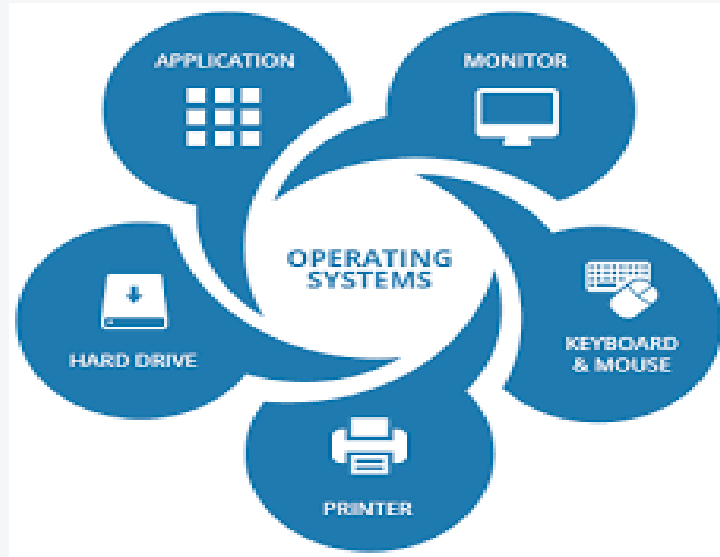 APPLICATION
MONITOR
OPERATING
SYSTEMS
KEYBOARD
& MOUSE
HARD DRIVE
PRINTER